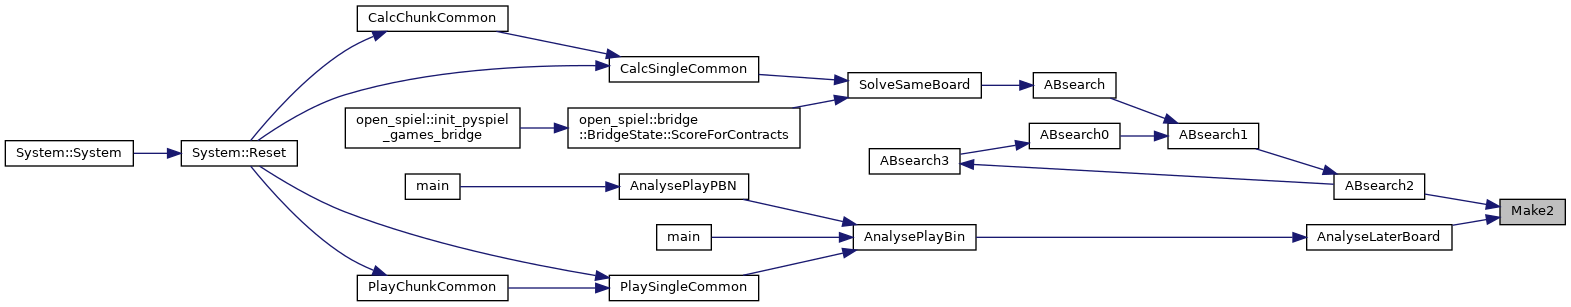 CalcChunkCommon
CalcSingleCommon
SolveSameBoard
ABsearch
open_spiel::init_pyspiel
_games_bridge
open_spiel::bridge
::BridgeState::ScoreForContracts
ABsearch0
ABsearch1
System::System
System::Reset
ABsearch3
main
AnalysePlayPBN
ABsearch2
Make2
main
AnalysePlayBin
AnalyseLaterBoard
PlayChunkCommon
PlaySingleCommon